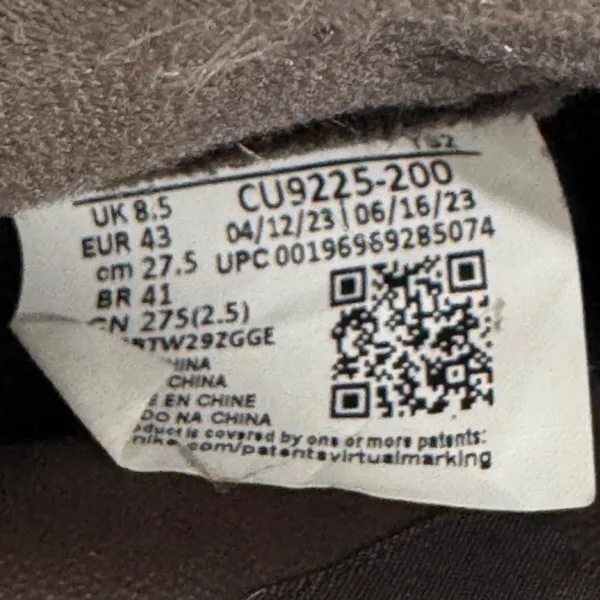 UK 8.5
EUR 43
cm 27.5
BR 41
CN 275(2.5)
CU9225-200
04/12/23 | 06/16/23
UPC 00196969285074
CHINA
CHINA
EN CHINE
NA CHINA
is covered by one or more patents:
nike.com/patentsvirtualmarking